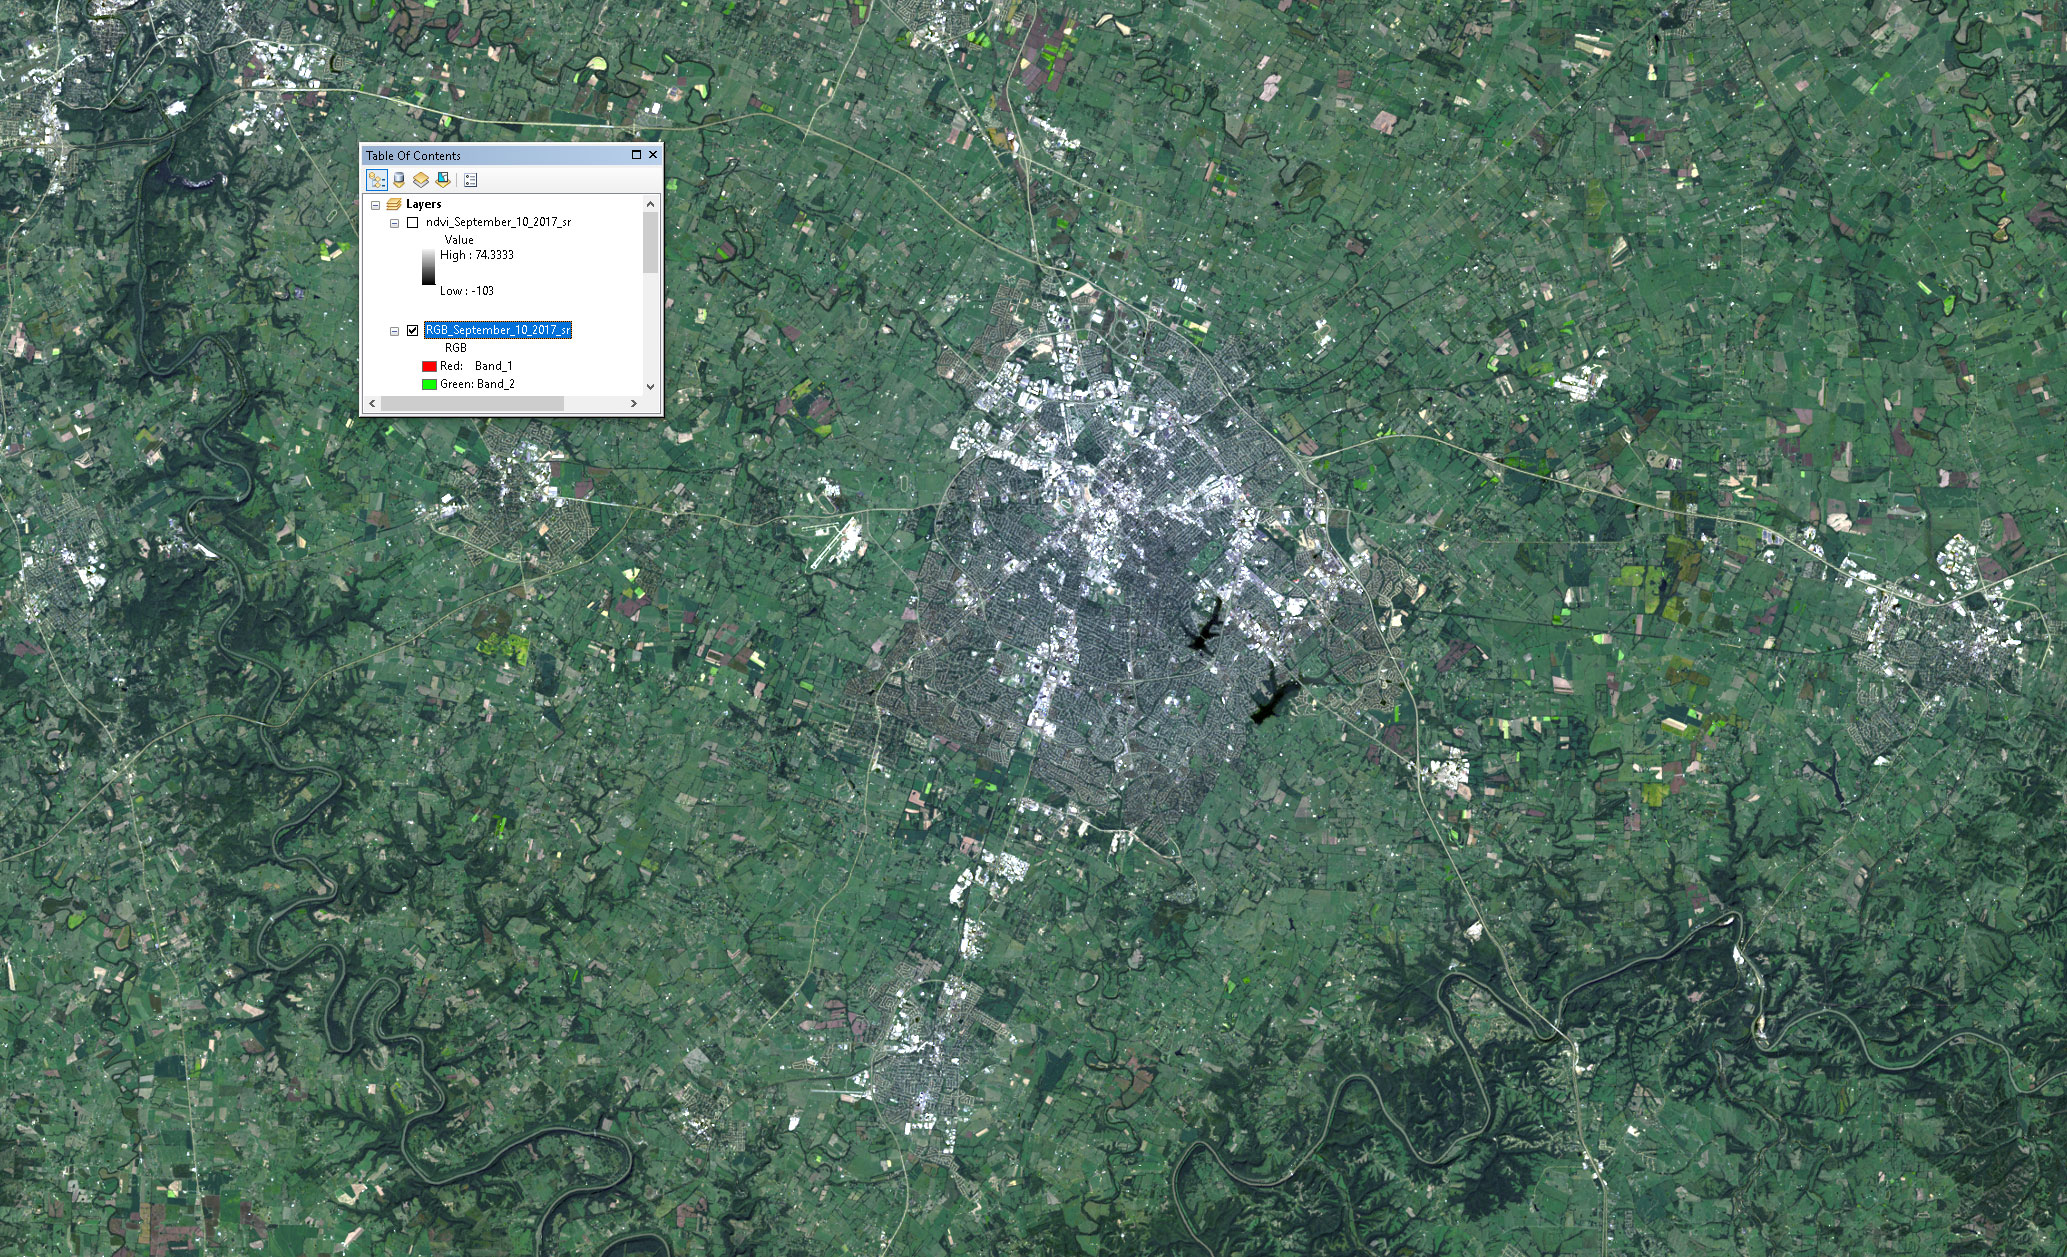 Table Of Contents
Layers
ndvi_September_10_2017_sr
Value
High : 74.3333
Low : -103
RGB_September_10_2017_sr
RGB
Red: Band_1
Green: Band_2